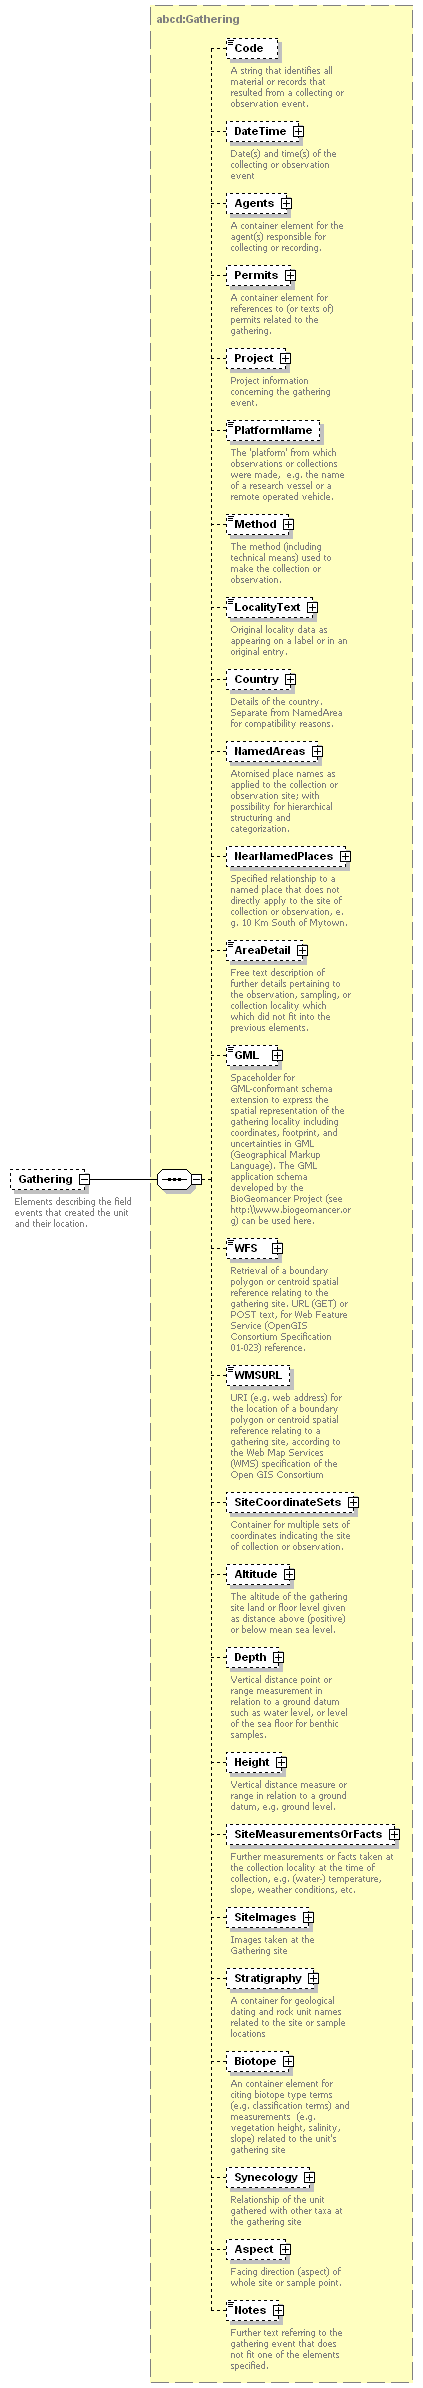 abcd:Gathering
Code
A string that identifies all
material or records that
resulted from a collecting or
observation event.
DateTime
Date(s) and time(s) of the
collecting or observation
event
Agents
A container element for the
agent(s) responsible for
collecting or recording.
Permits
A container element for
references to (or texts of)
permits related to the
gathering.
Project
Project information
concerning the gathering
event.
PlatformName
The 'platform' from which
observations or collections
were made,  e.g. the name
of a research vessel or a
remote operated vehicle.
Method
The method (including
technical means) used to
make the collection or
observation.
LocalityText
Original locality data as
appearing on a label or in an
original entry.
Country
Details of the country.
Separate from NamedArea
for compatibility reasons.
NamedAreas
Atomised place names as
applied to the collection or
observation site; with
possibility for hierarchical
structuring and
categorization.
NearNamedPlaces
Specified relationship to a
named place that does not
directly apply to the site of
collection or observation, e.
g. 10 Km South of Mytown.
AreaDetail
Free text description of
further details pertaining to
the observation, sampling, or
collection locality which
which did not fit into the
previous elements.
GML
Spaceholder for
GML-conformant schema
extension to express the
spatial representation of the
gathering locality including
coordinates, footprint, and
uncertainties in GML
(Geographical Markup
Language). The GML
application schema
developed by the
BioGeomancer Project (see
http:\\www.biogeomancer.or
g) can be used here.
Gathering
Elements describing the field
events that created the unit
and their location.
WFS
Retrieval of a boundary
polygon or centroid spatial
reference relating to the
gathering site. URL (GET) or
POST text, for Web Feature
Service (OpenGIS
Consortium Specification
01-023) reference.
WMSURL
URI (e.g. web address) for
the location of a boundary
polygon or centroid spatial
reference relating to a
gathering site, according to
the Web Map Services
(WMS) specification of the
Open GIS Consortium
SiteCoordinateSets
Container for multiple sets of
coordinates indicating the site
of collection or observation.
Altitude
The altitude of the gathering
site land or floor level given
as distance above (positive)
or below mean sea level.
Depth
Vertical distance point or
range measurement in
relation to a ground datum
such as water level, or level
of the sea floor for benthic
samples.
Height
Vertical distance measure or
range in relation to a ground
datum, e.g. ground level.
SiteMeasurementsOrFacts
Further measurements or facts taken at
the collection locality at the time of
collection, e.g. (water-) temperature,
slope, weather conditions, etc.
SiteImages
Images taken at the
Gathering site
Stratigraphy
A container for geological
dating and rock unit names
related to the site or sample
locations
Biotope
An container element for
citing biotope type terms
(e.g. classification terms) and
measurements  (e.g.
vegetation height, salinity,
slope) related to the unit's
gathering site
Synecology
Relationship of the unit
gathered with other taxa at
the gathering site
Aspect
Facing direction (aspect) of
whole site or sample point.
Notes
Further text referring to the
gathering event that does
not fit one of the elements
specified.